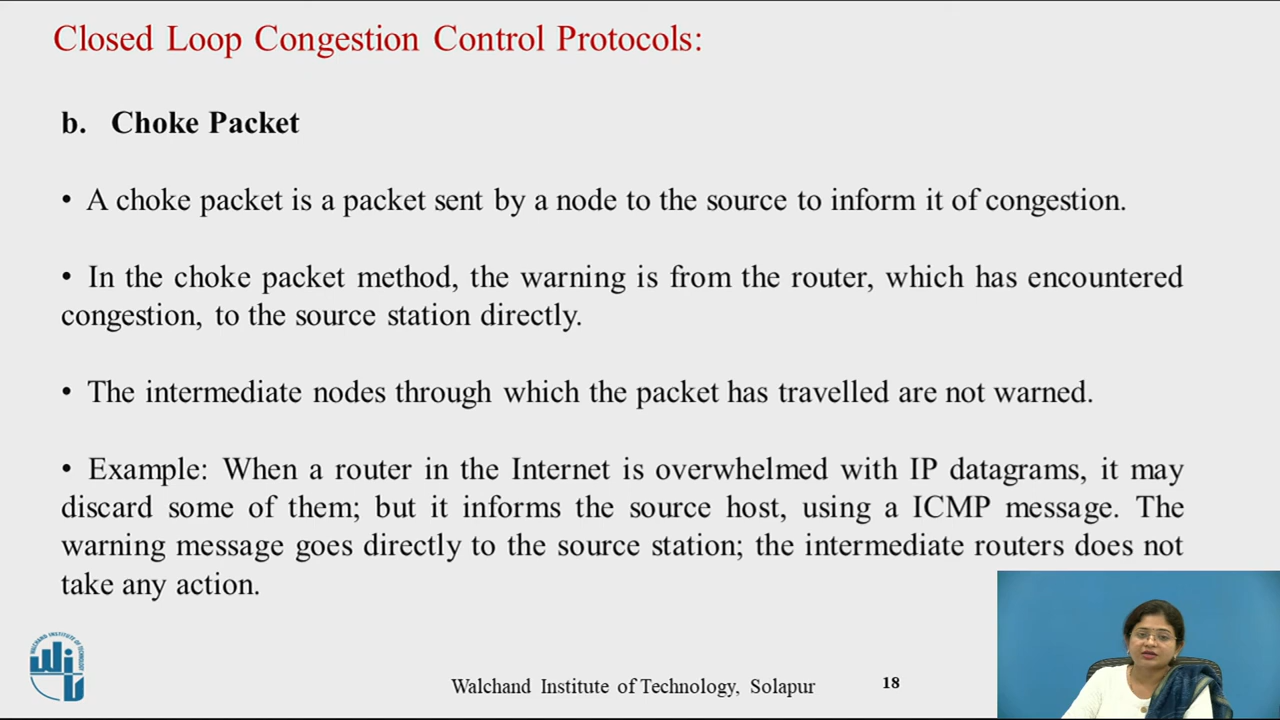 Closed Loop Congestion Control Protocols:
b. Choke Packet
• A choke packet is a packet sent by a node to the source to inform it of congestion.
• In the choke packet method, the warning is from the router, which has encountered
congestion, to the source station directly.
• The intermediate nodes through which the packet has travelled are not warned.
• Example: When a router in the Internet is overwhelmed with IP datagrams, it may
discard some of them; but it informs the source host, using a ICMP message. The
warning message goes directly to the source station; the intermediate routers does not
take any action.
WALCHAND INSTITUTE OF TECHNOLOGY
WIT
Walchand Institute of Technology, Solapur
18